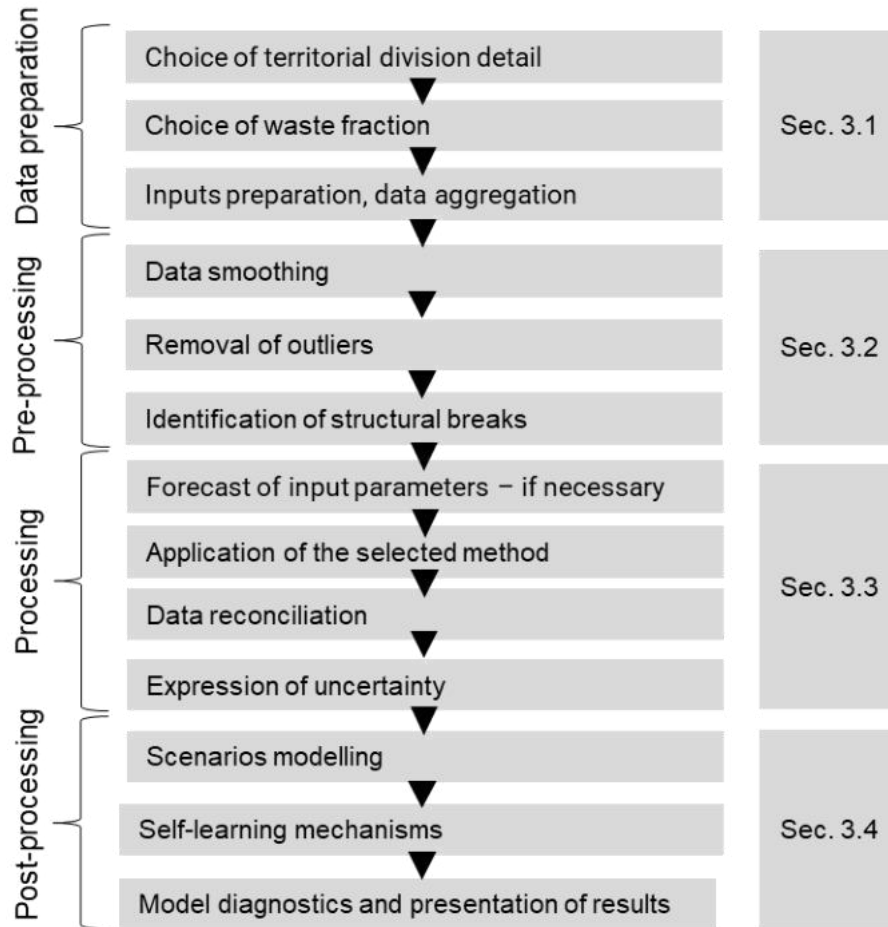 Data preparation
Choice of territorial division detail
Choice of waste fraction
Inputs preparation, data aggregation
Sec. 3.1
Pre-processing
Data smoothing
Removal of outliers
Identification of structural breaks
Sec. 3.2
Processing
Forecast of input parameters – if necessary
Application of the selected method
Data reconciliation
Expression of uncertainty
Sec. 3.3
Post-processing
Scenarios modelling
Self-learning mechanisms
Model diagnostics and presentation of results
Sec. 3.4